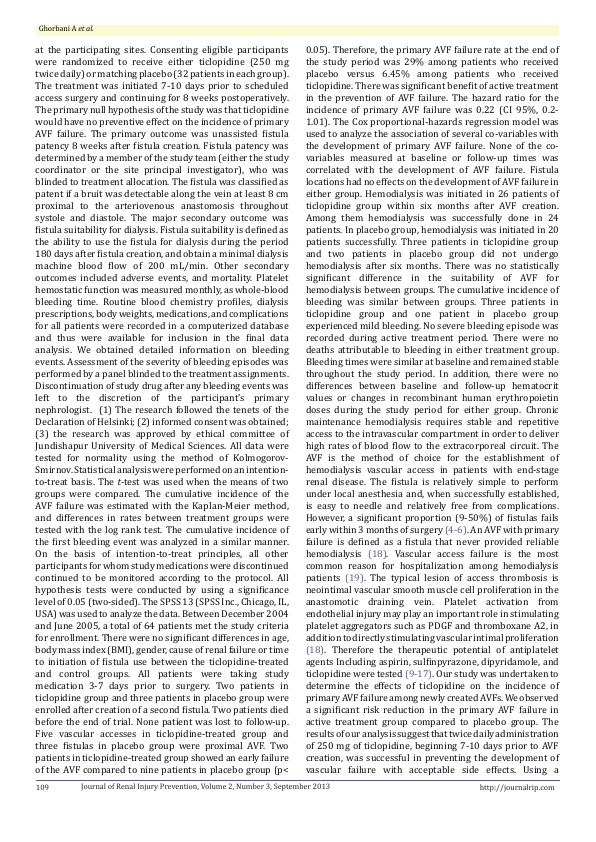 Ghorbani A et al.
at the participating sites. Consenting eligible participants
were randomized to receive either ticlopidine (250 mg
twice daily) or matching placebo (32 patients in each group).
The treatment was initiated 7-10 days prior to scheduled
access surgery and continuing for 8 weeks postoperatively.
The primary null hypothesis of the study was that ticlopidine
would have no preventive effect on the incidence of primary
AVF failure. The primary outcome was unassisted fistula
patency 8 weeks after fistula creation. Fistula patency was
determined by a member of the study team (either the study
coordinator or the site principal investigator), who was
blinded to treatment allocation. The fistula was classified as
patent if a bruit was detectable along the vein at least 8 cm
proximal to the arteriovenous anastomosis throughout
systole and diastole. The major secondary outcome was
fistula suitability for dialysis. Fistula suitability is defined as
the ability to use the fistula for dialysis during the period
180 days after fistula creation, and obtain a minimal dialysis
machine blood flow of 200 mL/min. Other secondary
outcomes included adverse events, and mortality. Platelet
hemostatic function was measured monthly, as whole-blood
bleeding time. Routine blood chemistry profiles, dialysis
prescriptions, body weights, medications, and complications
for all patients were recorded in a computerized database
and thus were available for inclusion in the final data
analysis. We obtained detailed information on bleeding
events. Assessment of the severity of bleeding episodes was
performed by a panel blinded to the treatment assignments.
Discontinuation of study drug after any bleeding events was
left to the discretion of the participant's primary
nephrologist. (1) The research followed the tenets of the
Declaration of Helsinki; (2) informed consent was obtained;
(3) the research was approved by ethical committee of
Jundishapur University of Medical Sciences. All data were
tested for normality using the method of Kolmogorov-
Smirnov. Statistical analysis were performed on an intention-
to-treat basis. The t-test was used when the means of two
groups were compared. The cumulative incidence of the
AVF failure was estimated with the Kaplan-Meier method,
and differences in rates between treatment groups were
tested with the log rank test. The cumulative incidence of
the first bleeding event was analyzed in a similar manner.
On the basis of intention-to-treat principles, all other
participants for whom study medications were discontinued
continued to be monitored according to the protocol. All
hypothesis tests were conducted by using a significance
level of 0.05 (two-sided). The SPSS 13 (SPSS Inc., Chicago, IL,
USA) was used to analyze the data. Between December 2004
and June 2005, a total of 64 patients met the study criteria
for enrollment. There were no significant differences in age,
body mass index (BMI), gender, cause of renal failure or time
to initiation of fistula use between the ticlopidine-treated
and control groups. All patients were taking study
medication 3-7 days prior to surgery. Two patients in
ticlopidine group and three patients in placebo group were
enrolled after creation of a second fistula. Two patients died
before the end of trial. None patient was lost to follow-up.
Five vascular accesses in ticlopidine-treated group and
three fistulas in placebo group were proximal AVF. Two
patients in ticlopidine-treated group showed an early failure
of the AVF compared to nine patients in placebo group (p<
0.05). Therefore, the primary AVF failure rate at the end of
the study period was 29% among patients who received
placebo versus 6.45% among patients who received
ticlopidine. There was significant benefit of active treatment
in the prevention of AVF failure. The hazard ratio for the
incidence of primary AVF failure was 0.22 (CI 95%, 0.2-
1.01). The Cox proportional-hazards regression model was
used to analyze the association of several co-variables with
the development of primary AVF failure. None of the co-
variables measured at baseline or follow-up times was
correlated with the development of AVF failure. Fistula
locations had no effects on the development of AVF failure in
either group. Hemodialysis was initiated in 26 patients of
ticlopidine group within six months after AVF creation.
Among them hemodialysis was successfully done in 24
patients. In placebo group, hemodialysis was initiated in 20
patients successfully. Three patients in ticlopidine group
and two patients in placebo group did not undergo
hemodialysis after six months. There was no statistically
significant difference in the suitability of AVF for
hemodialysis between groups. The cumulative incidence of
bleeding was similar between groups. Three patients in
ticlopidine group and one patient in placebo group
experienced mild bleeding. No severe bleeding episode was
recorded during active treatment period. There were no
deaths attributable to bleeding in either treatment group.
Bleeding times were similar at baseline and remained stable
throughout the study period. In addition, there were no
differences between baseline and follow-up hematocrit
values or changes in recombinant human erythropoietin
doses during the study period for either group. Chronic
maintenance hemodialysis requires stable and repetitive
access to the intravascular compartment in order to deliver
high rates of blood flow to the extracorporeal circuit. The
AVF is the method of choice for the establishment of
hemodialysis vascular access in patients with end-stage
renal disease. The fistula is relatively simple to perform
under local anesthesia and, when successfully established,
is easy to needle and relatively free from complications.
However, a significant proportion (9-50%) of fistulas fails
early within 3 months of surgery (4-6). An AVF with primary
failure is defined as a fistula that never provided reliable
hemodialysis (18). Vascular access failure is the most
common reason for hospitalization among hemodialysis
patients (19). The typical lesion of access thrombosis is
neointimal vascular smooth muscle cell proliferation in the
anastomotic draining vein. Platelet activation from
endothelial injury may play an important role in stimulating
platelet aggregators such as PDGF and thromboxane A2, in
addition to directly stimulating vascular intimal proliferation
(18). Therefore the therapeutic potential of antiplatelet
agents Including aspirin, sulfinpyrazone, dipyridamole, and
ticlopidine were tested (9-17). Our study was undertaken to
determine the effects of ticlopidine on the incidence of
primary AVF failure among newly created AVFs. We observed
a significant risk reduction in the primary AVF failure in
active treatment group compared to placebo group. The
results of our analysis suggest that twice daily administration
of 250 mg of ticlopidine, beginning 7-10 days prior to AVF
creation, was successful in preventing the development of
vascular failure with acceptable side effects. Using a
109 Journal of Renal Injury Prevention, Volume 2, Number 3, September 2013 http://journalrip.com